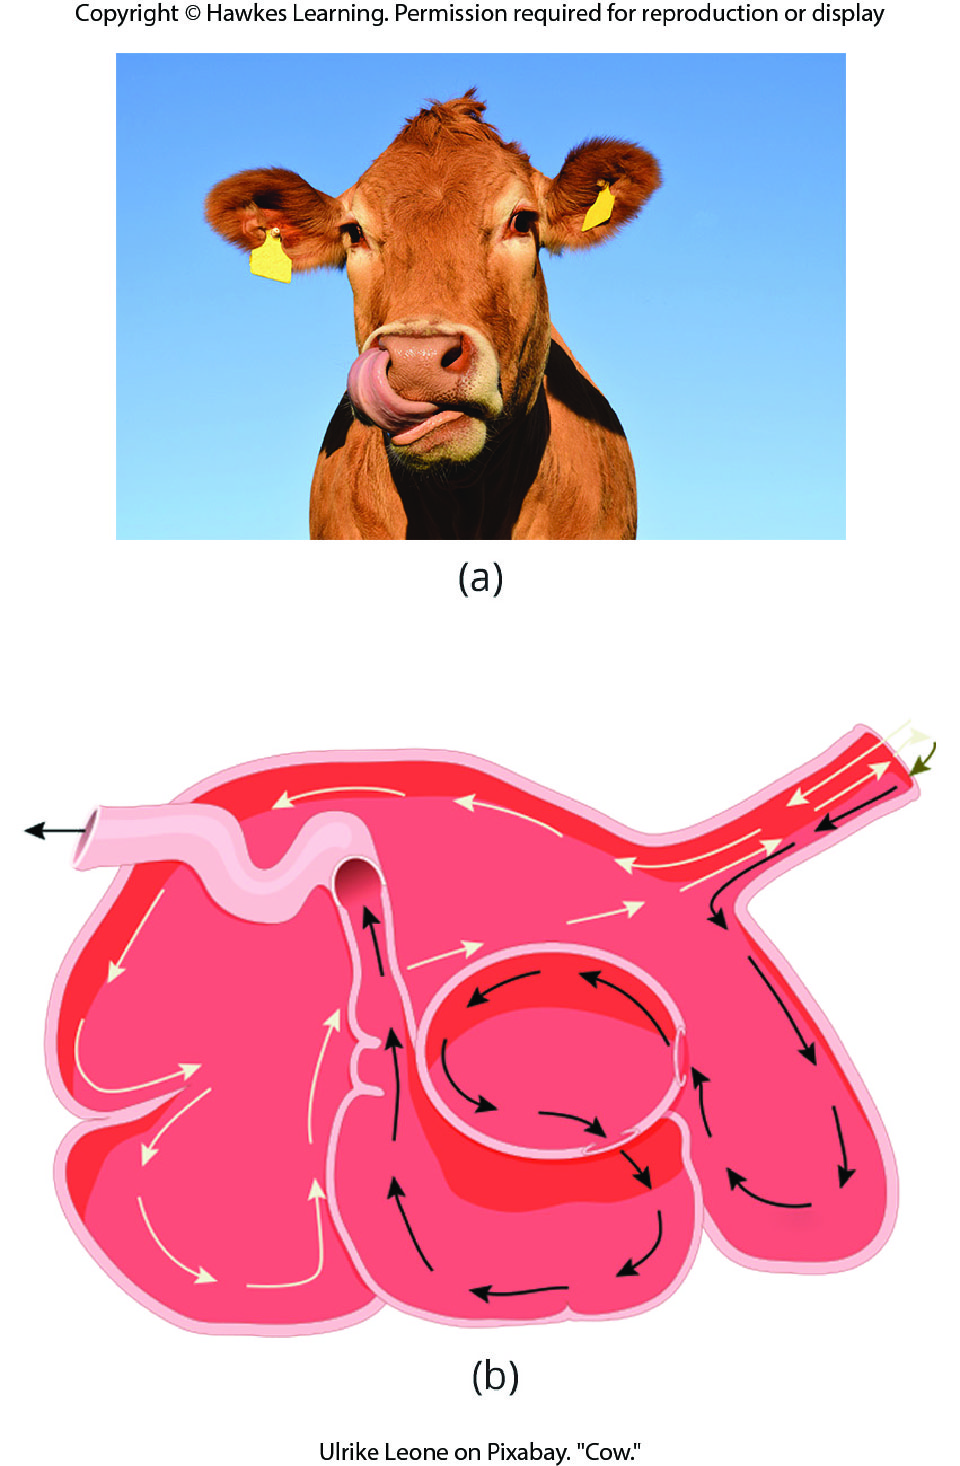 Copyright © Hawkes Learning. Permission required for reproduction or display
(a)
(b)
Ulrike Leone on Pixabay. "Cow."